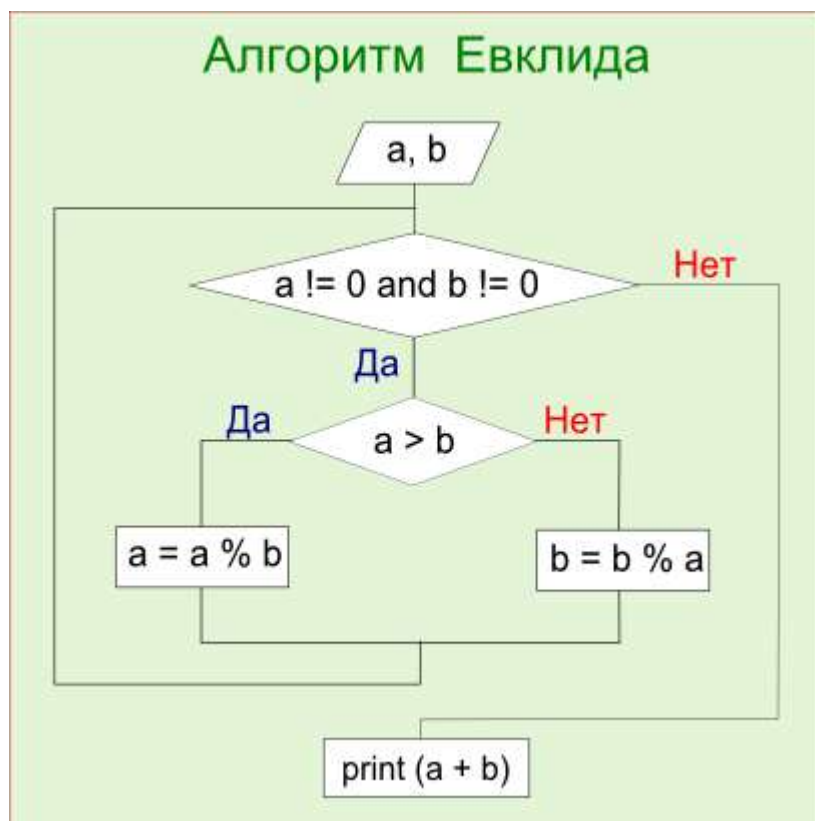 Алгоритм Евклида
a, b
a != 0 and b != 0
Нет
Да
Да
a > b
Нет
a = a % b
b = b % a
print (a + b)